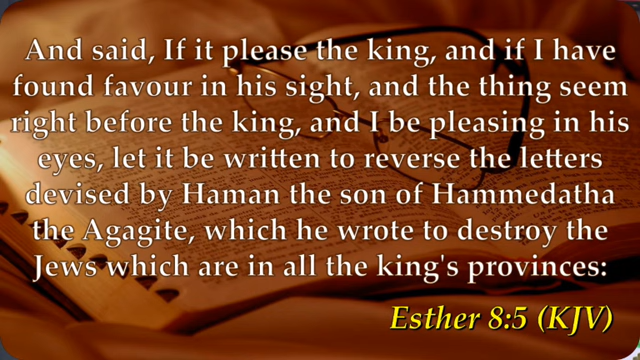 And said, If it please the king, and if I have
found favour in his sight, and the thing seem
right before the king, and I be pleasing in his
eyes, let it be written to reverse the letters
devised by Haman the son of Hammedatha
the Agagite, which he wrote to destroy the
Jews which are in all the king's provinces:
Esther 8:5 (KJV)